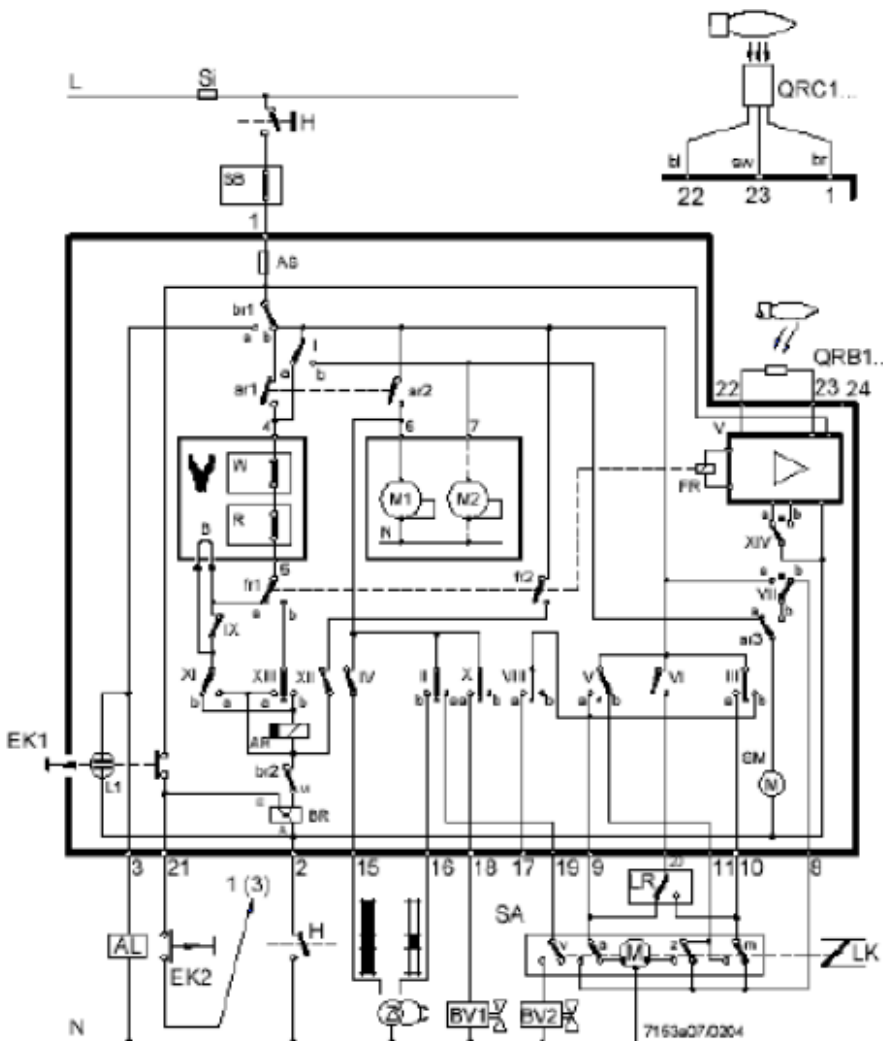 L
Si
H
QRC1...
bl
sw
br
22
23
1
SB
1
AS
br1
a
b
I
a
b
ar1
ar2
QRB1..
22
23
24
4
6
7
V
W
M1
M2
FR
R
N
B
a
b
XIV
5
fr1
fr2
a
b
VII
a
b
a
b
IX
ar3
XI
XIII
XII
IV
II
X
VIII
V
VI
III
b
a
a
b
b
a
a
b
a
b
a
b
a
b
AR
EK1
L1
br2
BR
SM
M
3
21
2
15
16
18
17
19
9
20
11
10
8
1 (3)
LR
SA
AL
H
v
a
M
z
m
LK
EK2
BV1
BV2
N
7153a07/0204